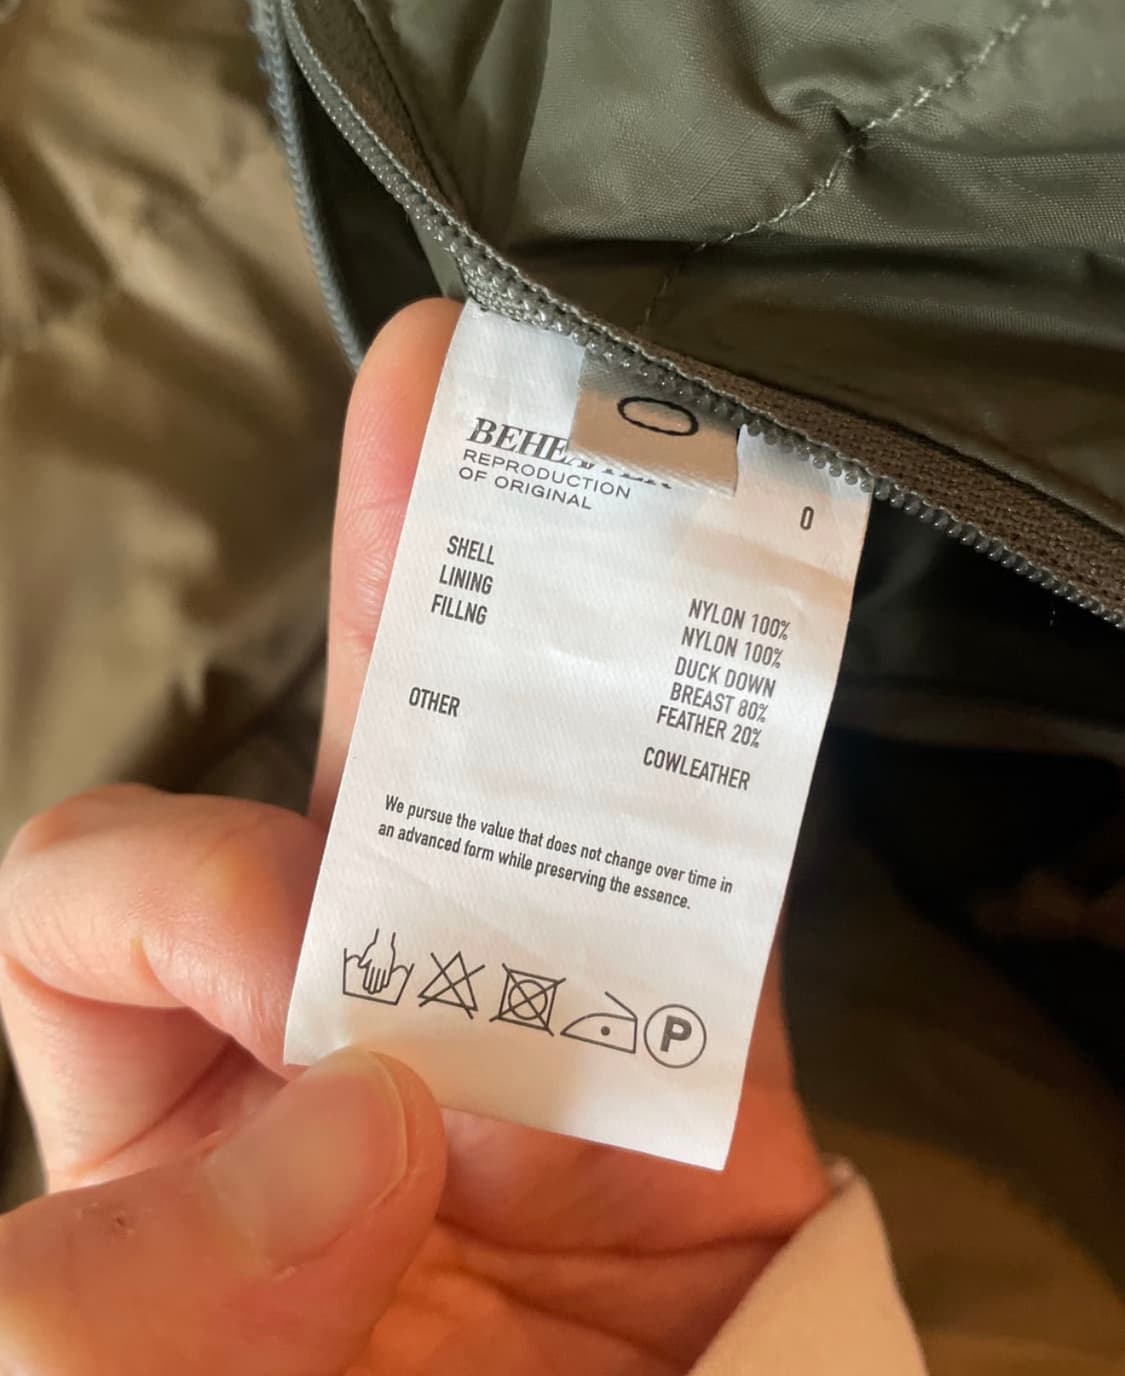 REPRODUCTION
OF ORIGINAL
0
0
SHELL NYLON 100%
LINING NYLON 100%
FILLNG DUCK DOWN
BREAST 80%
FEATHER 20%
OTHER COWLEATHER
We pursue the value that does not change over time in
an advanced form while preserving the essence.
P